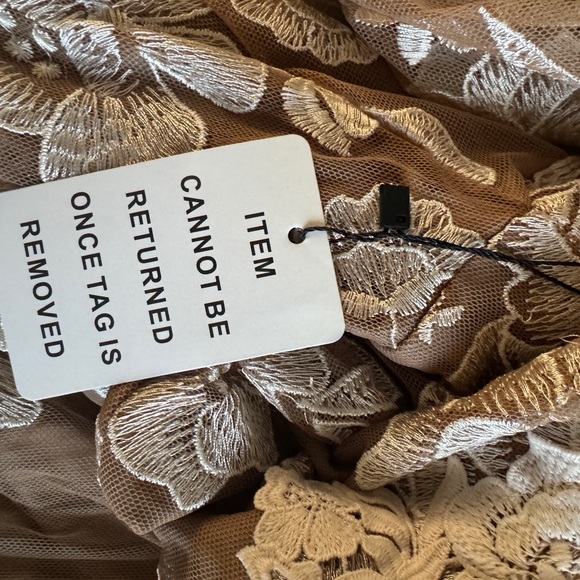 ITEM
CANNOT BE
RETURNED
ONCE TAG IS
REMOVED